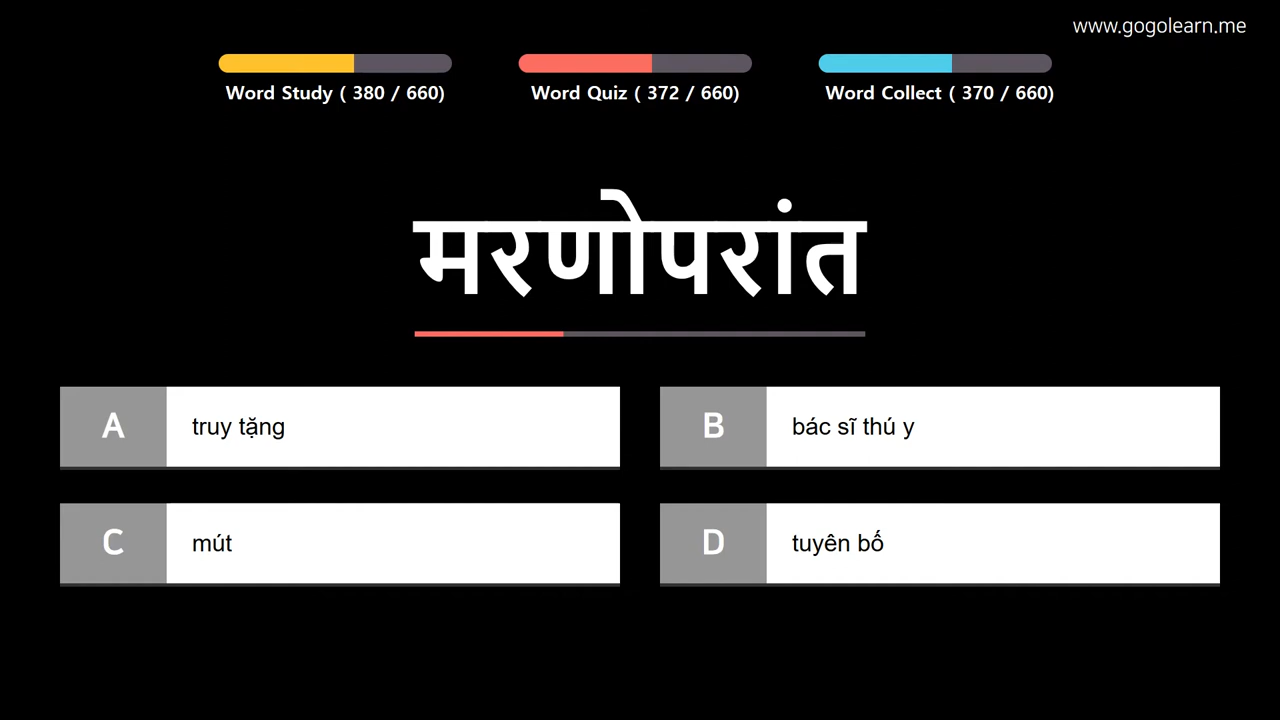 www.gogolearn.me
Word Study ( 380 / 660)
Word Quiz ( 372 / 660)
Word Collect ( 370 / 660)
मरणोपरांत
A truy tặng
B bác sĩ thú y
C mút
D tuyên bố